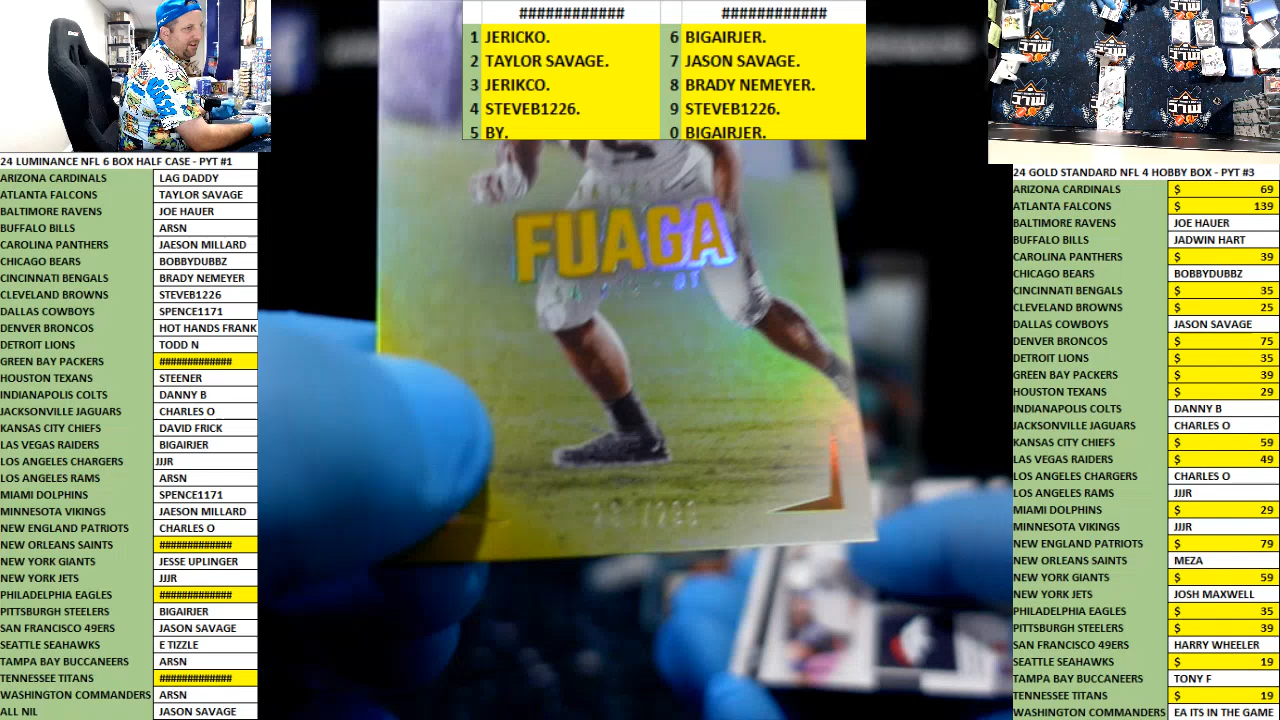 ############ ############
1 JERICKO. 6 BIGAIRJER.
2 TAYLOR SAVAGE. 7 JASON SAVAGE.
3 JERIKCO. 8 BRADY NEMEYER.
4 STEVEB1226. 9 STEVEB1226.
5 BY. 0 BIGAIRJER.
24 LUMINANCE NFL 6 BOX HALF CASE - PYT #1
ARIZONA CARDINALS LAG DADDY
ATLANTA FALCONS TAYLOR SAVAGE
BALTIMORE RAVENS JOE HAUER
BUFFALO BILLS ARSN
CAROLINA PANTHERS JAESON MILLARD
CHICAGO BEARS BOBBYDUBBZ
CINCINNATI BENGALS BRADY NEMEYER
CLEVELAND BROWNS STEVEB1226
DALLAS COWBOYS SPENCE1171
DENVER BRONCOS HOT HANDS FRANK
DETROIT LIONS TODD N
GREEN BAY PACKERS #############
HOUSTON TEXANS STEENER
INDIANAPOLIS COLTS DANNY B
JACKSONVILLE JAGUARS CHARLES O
KANSAS CITY CHIEFS DAVID FRICK
LAS VEGAS RAIDERS BIGAIRJER
LOS ANGELES CHARGERS JJJR
LOS ANGELES RAMS ARSN
MIAMI DOLPHINS SPENCE1171
MINNESOTA VIKINGS JAESON MILLARD
NEW ENGLAND PATRIOTS CHARLES O
NEW ORLEANS SAINTS #############
NEW YORK GIANTS JESSE UPLINGER
NEW YORK JETS JJJR
PHILADELPHIA EAGLES #############
PITTSBURGH STEELERS BIGAIRJER
SAN FRANCISCO 49ERS JASON SAVAGE
SEATTLE SEAHAWKS E TIZZLE
TAMPA BAY BUCCANEERS ARSN
TENNESSEE TITANS #############
WASHINGTON COMMANDERS ARSN
ALL NIL JASON SAVAGE
FUAGA
24 GOLD STANDARD NFL 4 HOBBY BOX - PYT #3
ARIZONA CARDINALS $ 69
ATLANTA FALCONS $ 139
BALTIMORE RAVENS JOE HAUER
BUFFALO BILLS JADWIN HART
CAROLINA PANTHERS $ 39
CHICAGO BEARS BOBBYDUBBZ
CINCINNATI BENGALS $ 35
CLEVELAND BROWNS $ 25
DALLAS COWBOYS JASON SAVAGE
DENVER BRONCOS $ 75
DETROIT LIONS $ 35
GREEN BAY PACKERS $ 39
HOUSTON TEXANS $ 29
INDIANAPOLIS COLTS DANNY B
JACKSONVILLE JAGUARS CHARLES O
KANSAS CITY CHIEFS $ 59
LAS VEGAS RAIDERS $ 49
LOS ANGELES CHARGERS CHARLES O
LOS ANGELES RAMS JJJR
MIAMI DOLPHINS $ 29
MINNESOTA VIKINGS JJJR
NEW ENGLAND PATRIOTS $ 79
NEW ORLEANS SAINTS MEZA
NEW YORK GIANTS $ 59
NEW YORK JETS JOSH MAXWELL
PHILADELPHIA EAGLES $ 35
PITTSBURGH STEELERS $ 39
SAN FRANCISCO 49ERS HARRY WHEELER
SEATTLE SEAHAWKS $ 19
TAMPA BAY BUCCANEERS TONY F
TENNESSEE TITANS $ 19
WASHINGTON COMMANDERS EA ITS IN THE GAME